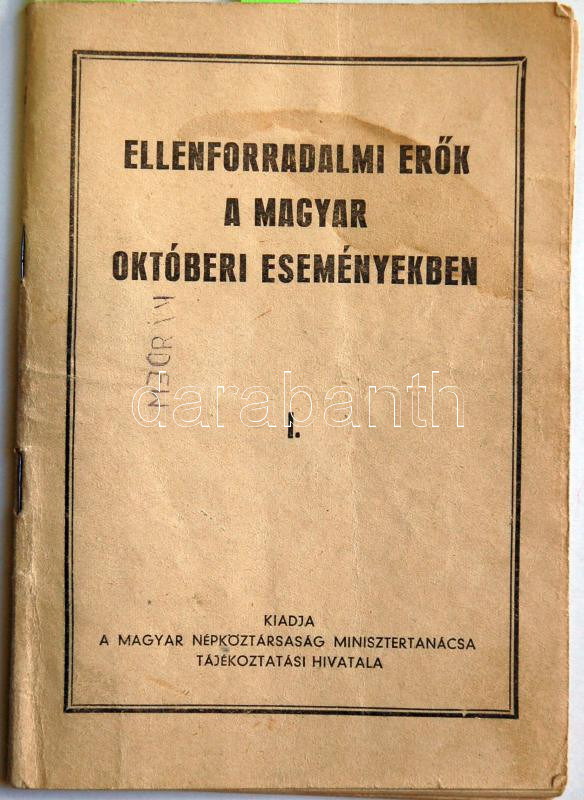 ELLENFORRADALMI ERŐK
A MAGYAR
OKTÓBERI ESEMÉNYEKBEN
darabanth
I.
KIADJA
A MAGYAR NÉPKÖZTÁRSASÁG MINISZTERTANÁCSA
TÁJÉKOZTATÁSI HIVATALA